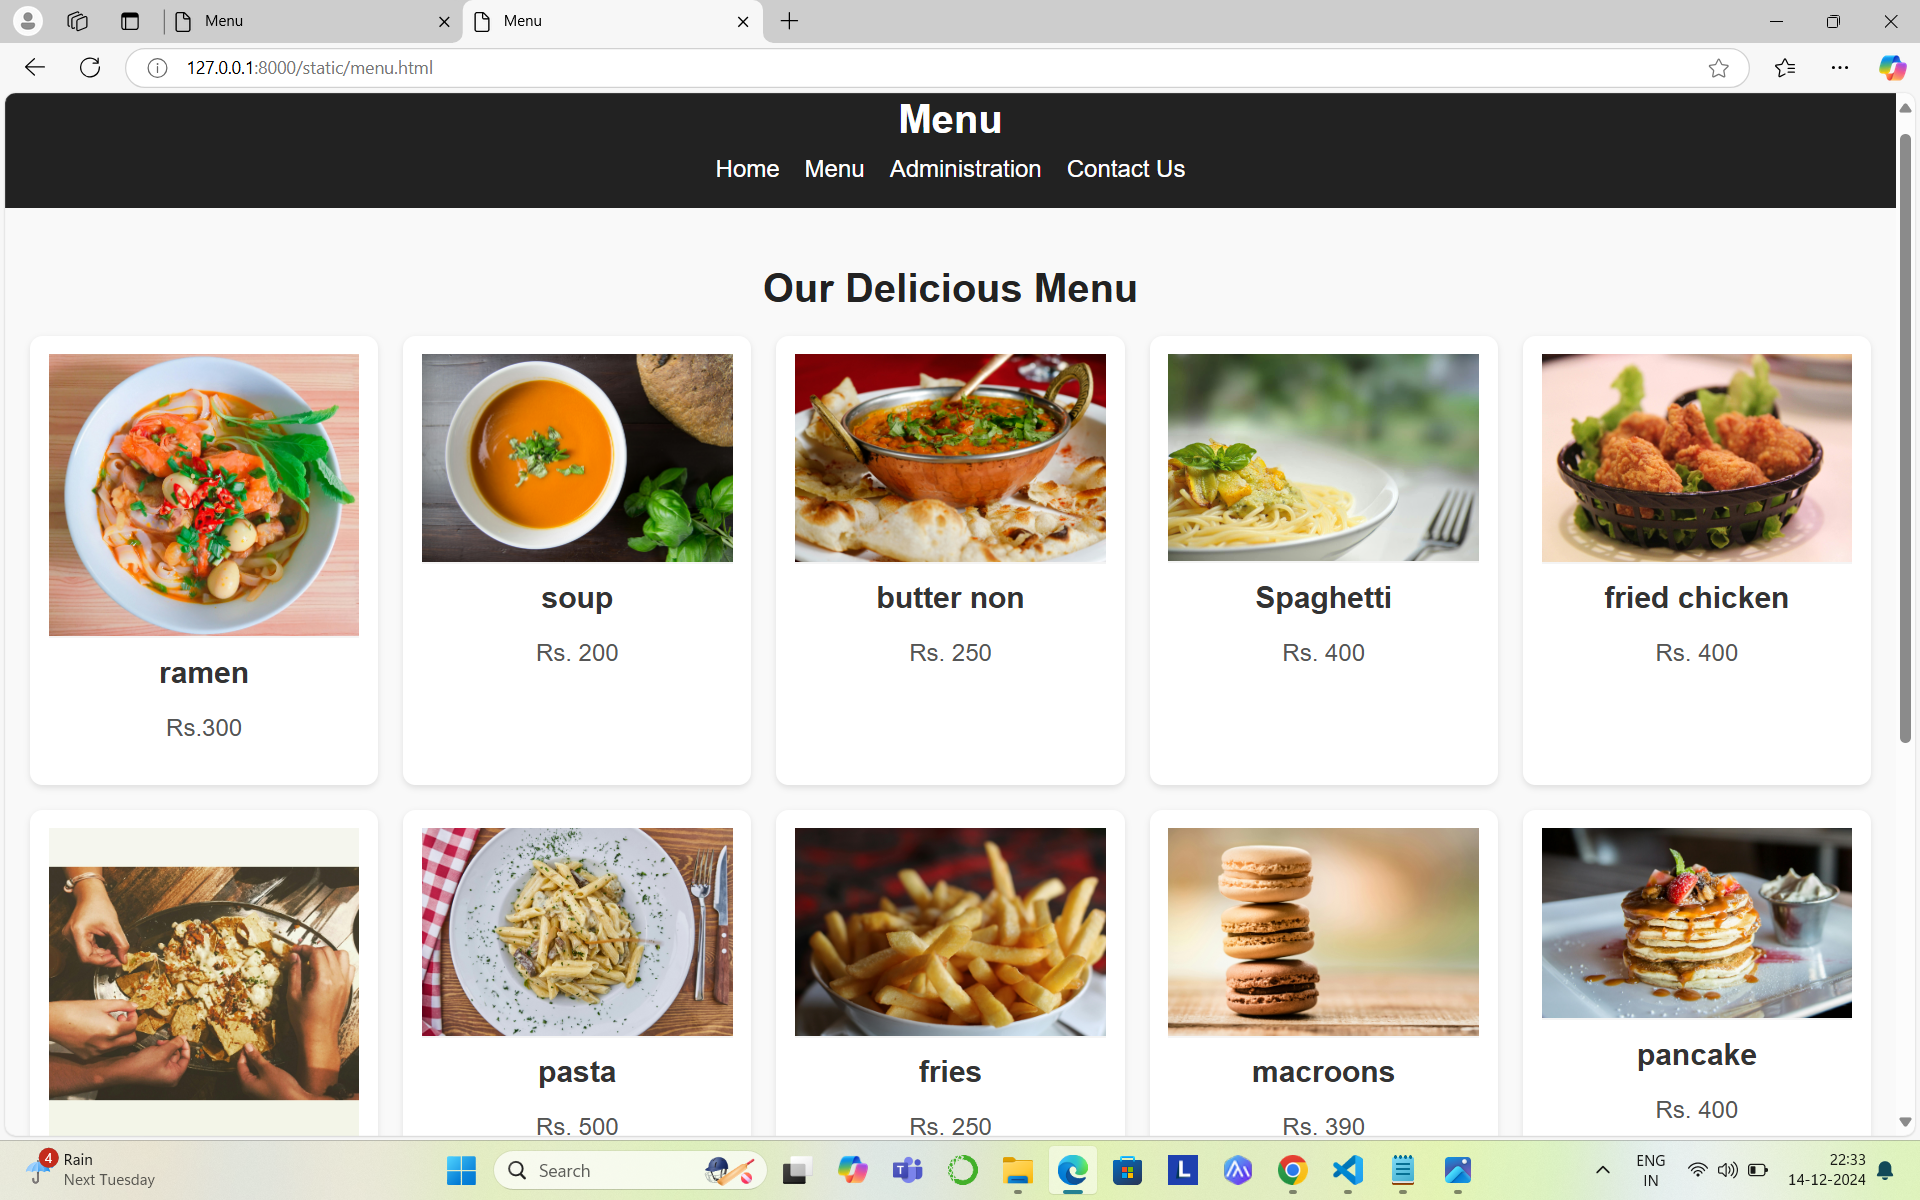 Menu
Menu
127.0.0.1:8000/static/menu.html
Menu
Home Menu Administration Contact Us
Our Delicious Menu
ramen
Rs.300
soup
Rs. 200
butter non
Rs. 250
Spaghetti
Rs. 400
fried chicken
Rs. 400
pasta
Rs. 500
fries
Rs. 250
macroons
Rs. 390
pancake
Rs. 400
4
Rain
Next Tuesday
Search
L
ENG
IN
22:33
14-12-2024